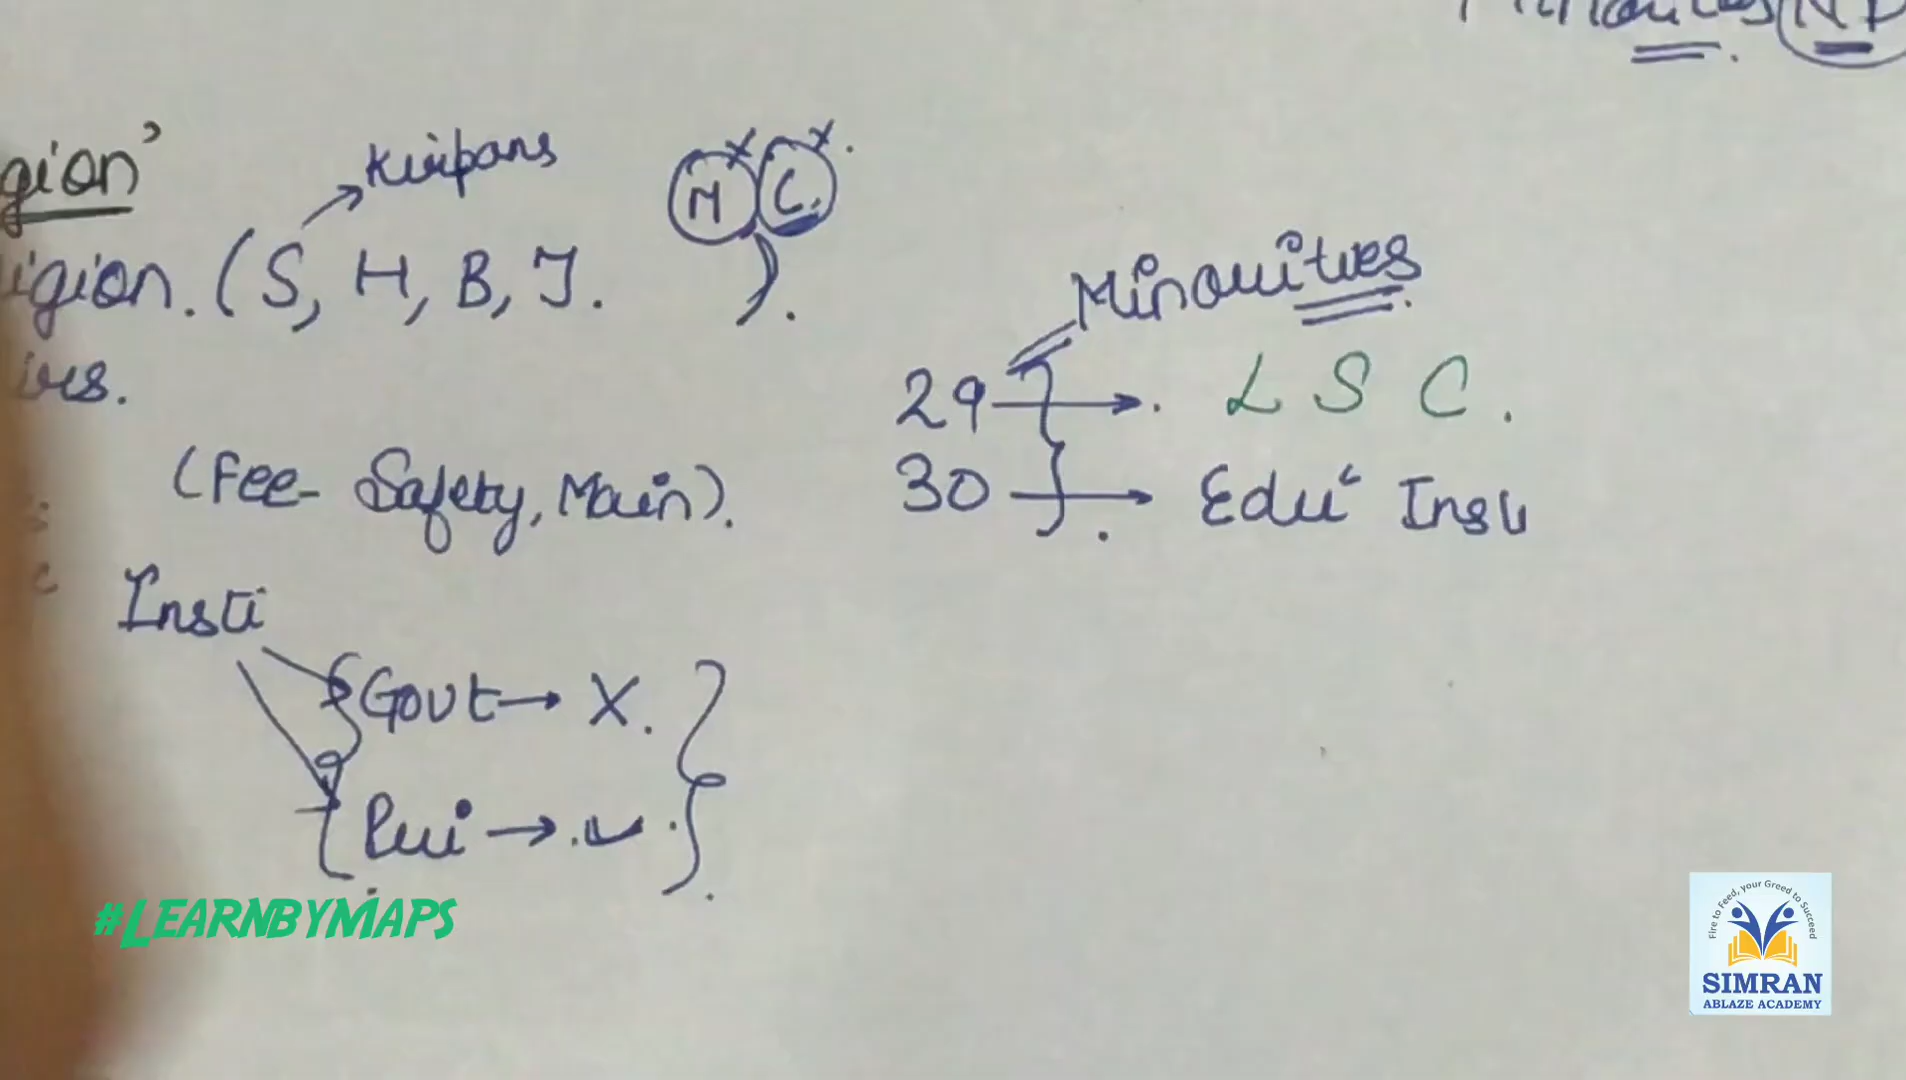 Minorities
gion'
Kirpans
M C.
igion. (S, H, B, J. ).
Minorities
29 → L S C.
(Fee- Safety, Main).
30 → Edu Insti
Insti
Govt → X.
Pvi →
#LEARNBYMAPS
Fire to Feed, your Greed to Succeed
SIMRAN
ABLAZE ACADEMY